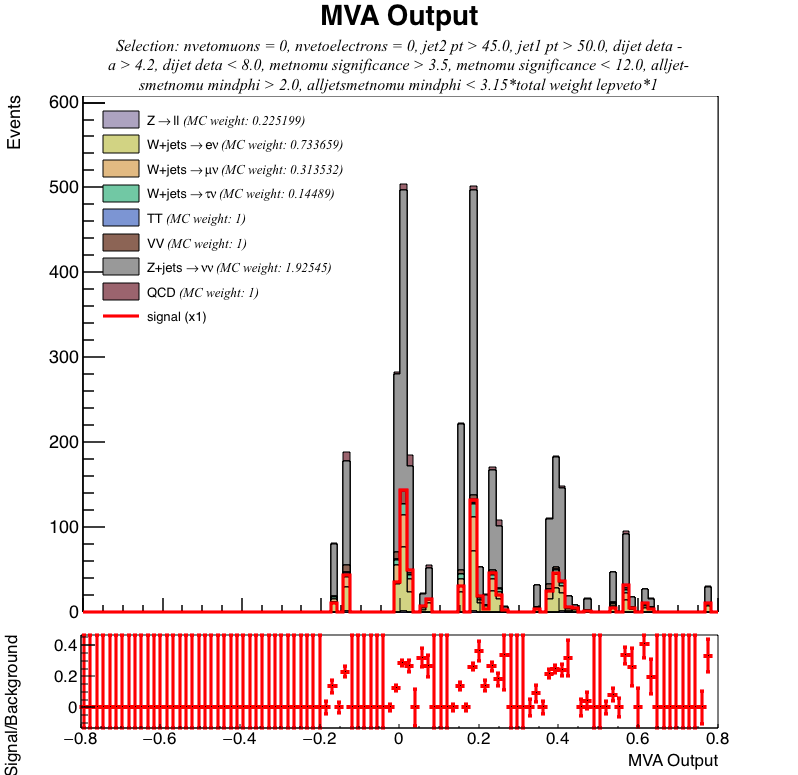 MVA Output
Selection: nvetomuons = 0, nvetoelectrons = 0, jet2 pt > 45.0, jet1 pt > 50.0, dijet deta -
a > 4.2, dijet deta < 8.0, metnomu significance > 3.5, metnomu significance < 12.0, alljet-
smetnomu mindphi > 2.0, alljetsmetnomu mindphi < 3.15*total weight lepveto*1
Events
600
500
400
300
200
100
0
Z→ll (MC weight: 0.225199)
W+jets→eν (MC weight: 0.733659)
W+jets→μν (MC weight: 0.313532)
W+jets→τν (MC weight: 0.14489)
TT (MC weight: 1)
VV (MC weight: 1)
Z+jets→νν (MC weight: 1.92545)
QCD (MC weight: 1)
signal (x1)
Signal/Background
0.4
0.2
0
−0.8 −0.6 −0.4 −0.2 0 0.2 0.4 0.6 0.8
MVA Output